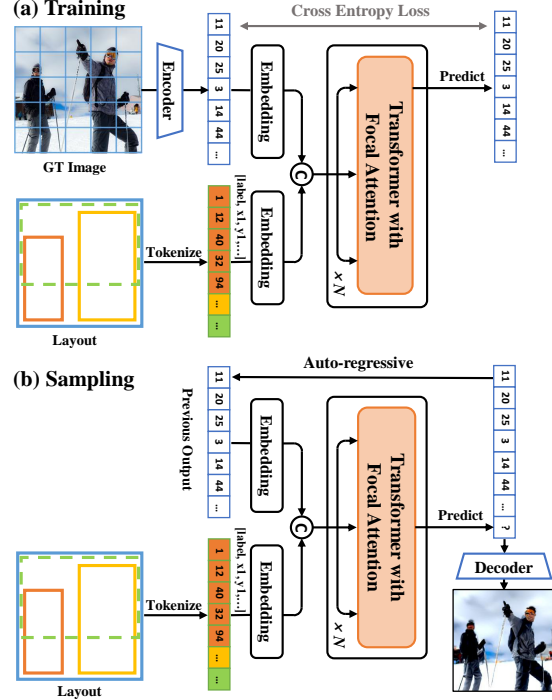 (a) Training
Cross Entropy Loss
GT Image
Encoder
11
20
25
3
14
44
...
Embedding
C
Transformer with
Focal Attention
× N
Predict
11
20
25
3
14
44
...
Layout
Tokenize
1
12
40
32
94
...
...
[label, x1, y1,...]
Embedding
(b) Sampling
Auto-regressive
Previous Output
11
20
25
3
14
44
...
Embedding
C
Transformer with
Focal Attention
× N
Predict
11
20
25
3
14
44
...
?
Decoder
Layout
Tokenize
1
12
40
32
94
...
...
[label, x1, y1,...]
Embedding